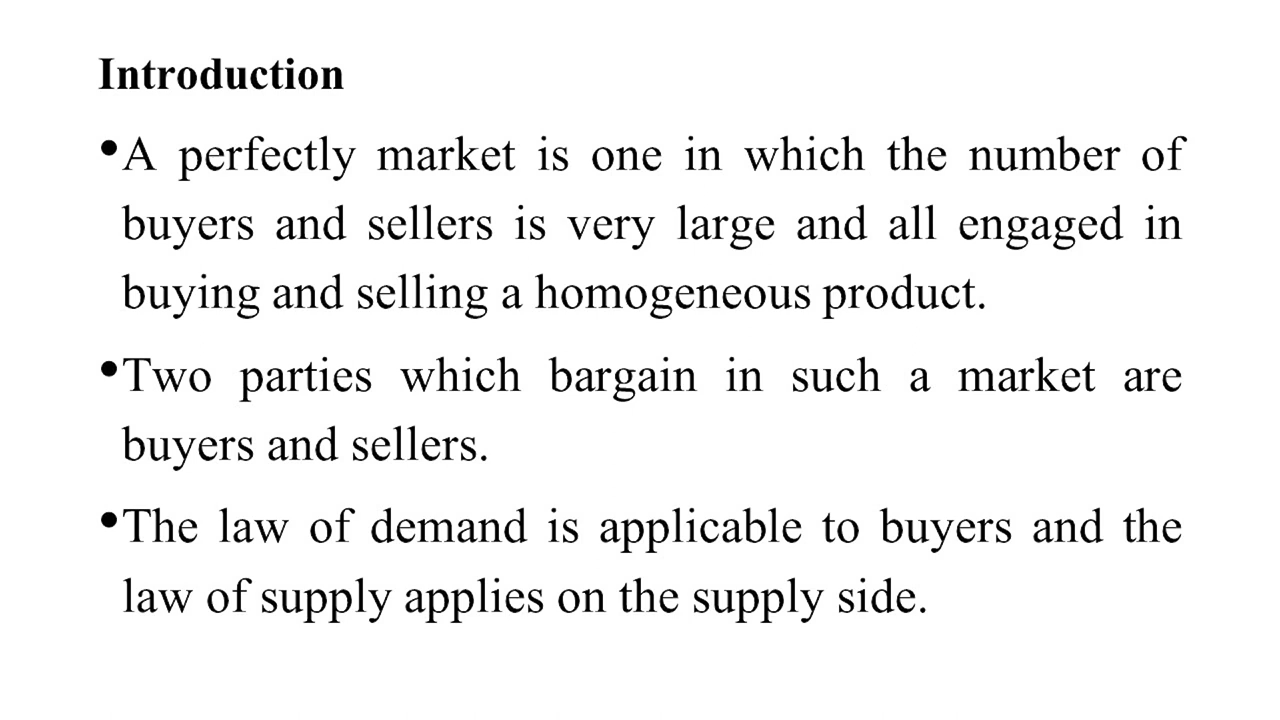 Introduction
•A perfectly market is one in which the number of
buyers and sellers is very large and all engaged in
buying and selling a homogeneous product.
•Two parties which bargain in such a market are
buyers and sellers.
•The law of demand is applicable to buyers and the
law of supply applies on the supply side.